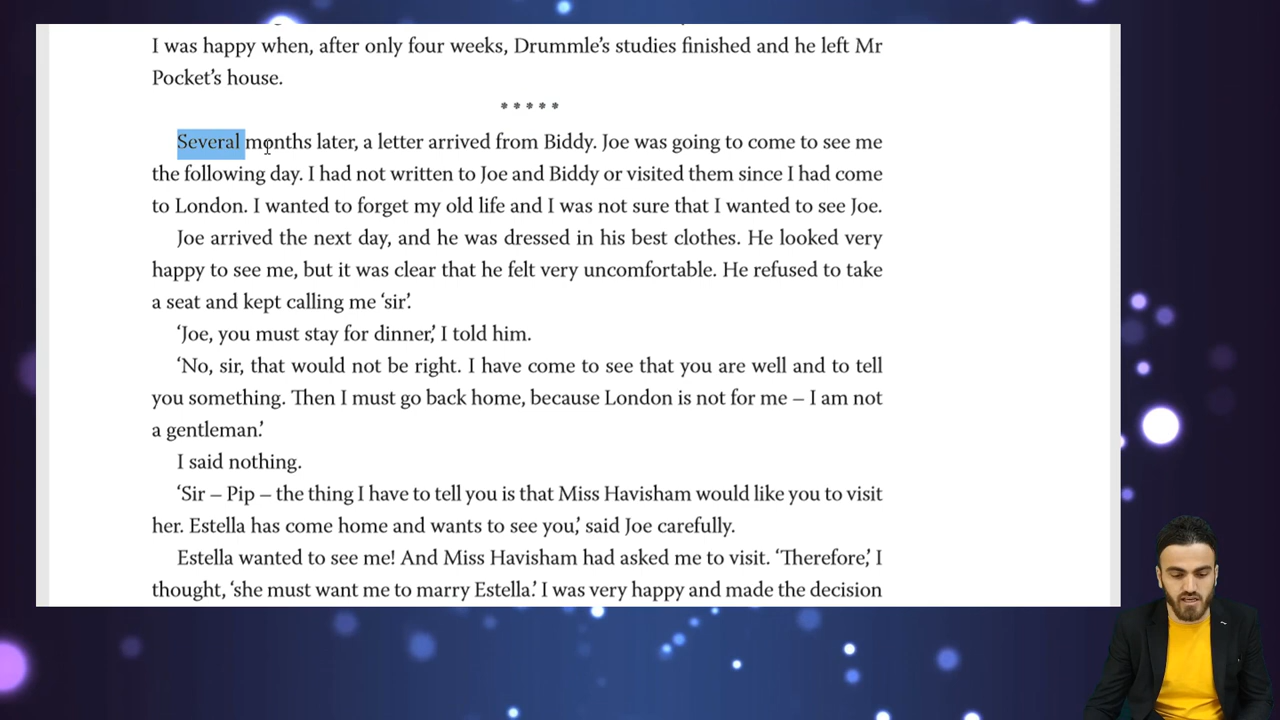 I was happy when, after only four weeks, Drummle’s studies finished and he left Mr
Pocket’s house.
* * * * *
Several months later, a letter arrived from Biddy. Joe was going to come to see me
the following day. I had not written to Joe and Biddy or visited them since I had come
to London. I wanted to forget my old life and I was not sure that I wanted to see Joe.
Joe arrived the next day, and he was dressed in his best clothes. He looked very
happy to see me, but it was clear that he felt very uncomfortable. He refused to take
a seat and kept calling me ‘sir’.
‘Joe, you must stay for dinner,’ I told him.
‘No, sir, that would not be right. I have come to see that you are well and to tell
you something. Then I must go back home, because London is not for me – I am not
a gentleman.’
I said nothing.
‘Sir – Pip – the thing I have to tell you is that Miss Havisham would like you to visit
her. Estella has come home and wants to see you,’ said Joe carefully.
Estella wanted to see me! And Miss Havisham had asked me to visit. ‘Therefore,’ I
thought, ‘she must want me to marry Estella.’ I was very happy and made the decision